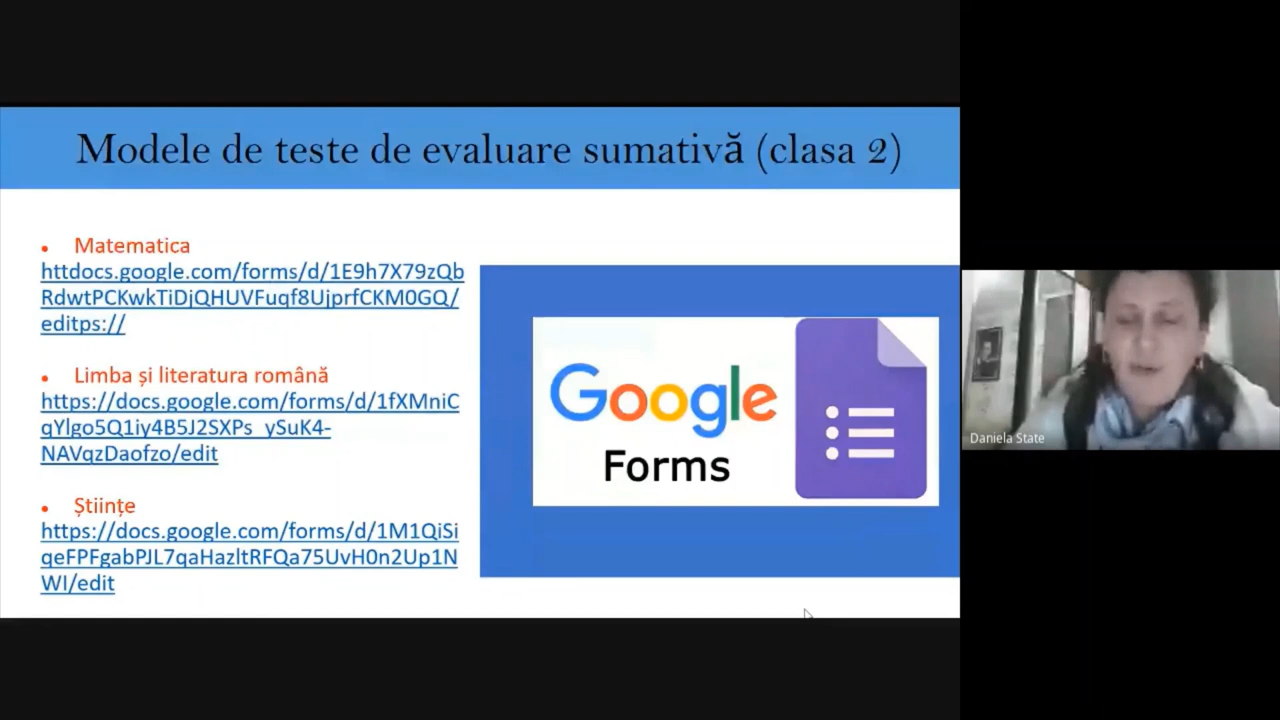 Modele de teste de evaluare sumativă (clasa 2)
• Matematica
httdocs.google.com/forms/d/1E9h7X79zQb
RdwtPCKwkTiDjQHUVFuqf8UjprfCKM0GQ/
editps://
• Limba și literatura română
https://docs.google.com/forms/d/1fXMniC
qYlgo5Q1iy4B5J2SXPs_ySuK4-
NAVqzDaofzo/edit
• Științe
https://docs.google.com/forms/d/1M1QiSi
qeFPFgabPJL7qaHazltRFQa75UvH0n2Up1N
WI/edit
Google
Forms
Daniela State